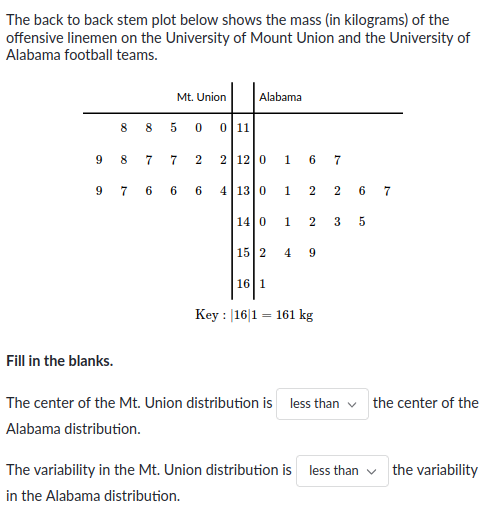 The back to back stem plot below shows the mass (in kilograms) of the
offensive linemen on the University of Mount Union and the University of
Alabama football teams.
Mt. Union Alabama
8 8 5 0 0 11
9 8 7 7 2 2 12 0 1 6 7
9 7 6 6 6 4 13 0 1 2 2 6 7
14 0 1 2 3 5
15 2 4 9
16 1
Key : |16|1 = 161 kg
Fill in the blanks.
The center of the Mt. Union distribution is less than the center of the
Alabama distribution.
The variability in the Mt. Union distribution is less than the variability
in the Alabama distribution.